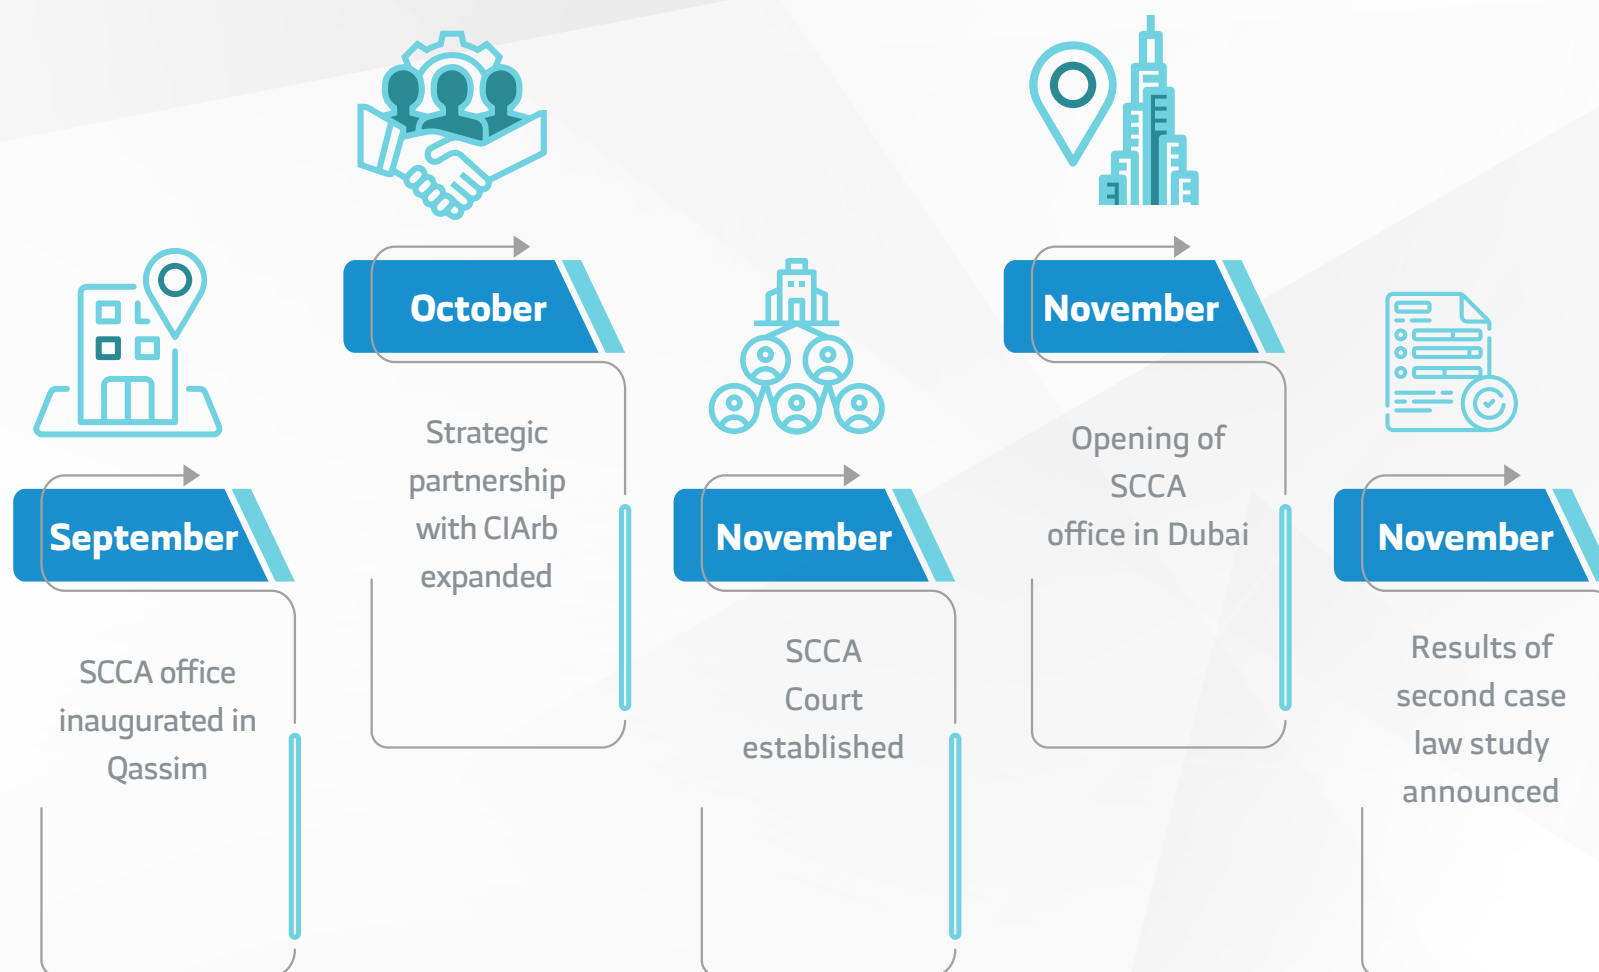 September
SCCA office
inaugurated in
Qassim
October
Strategic
partnership
with CIArb
expanded
November
SCCA
Court
established
November
Opening of
SCCA
office in Dubai
November
Results of
second case
law study
announced